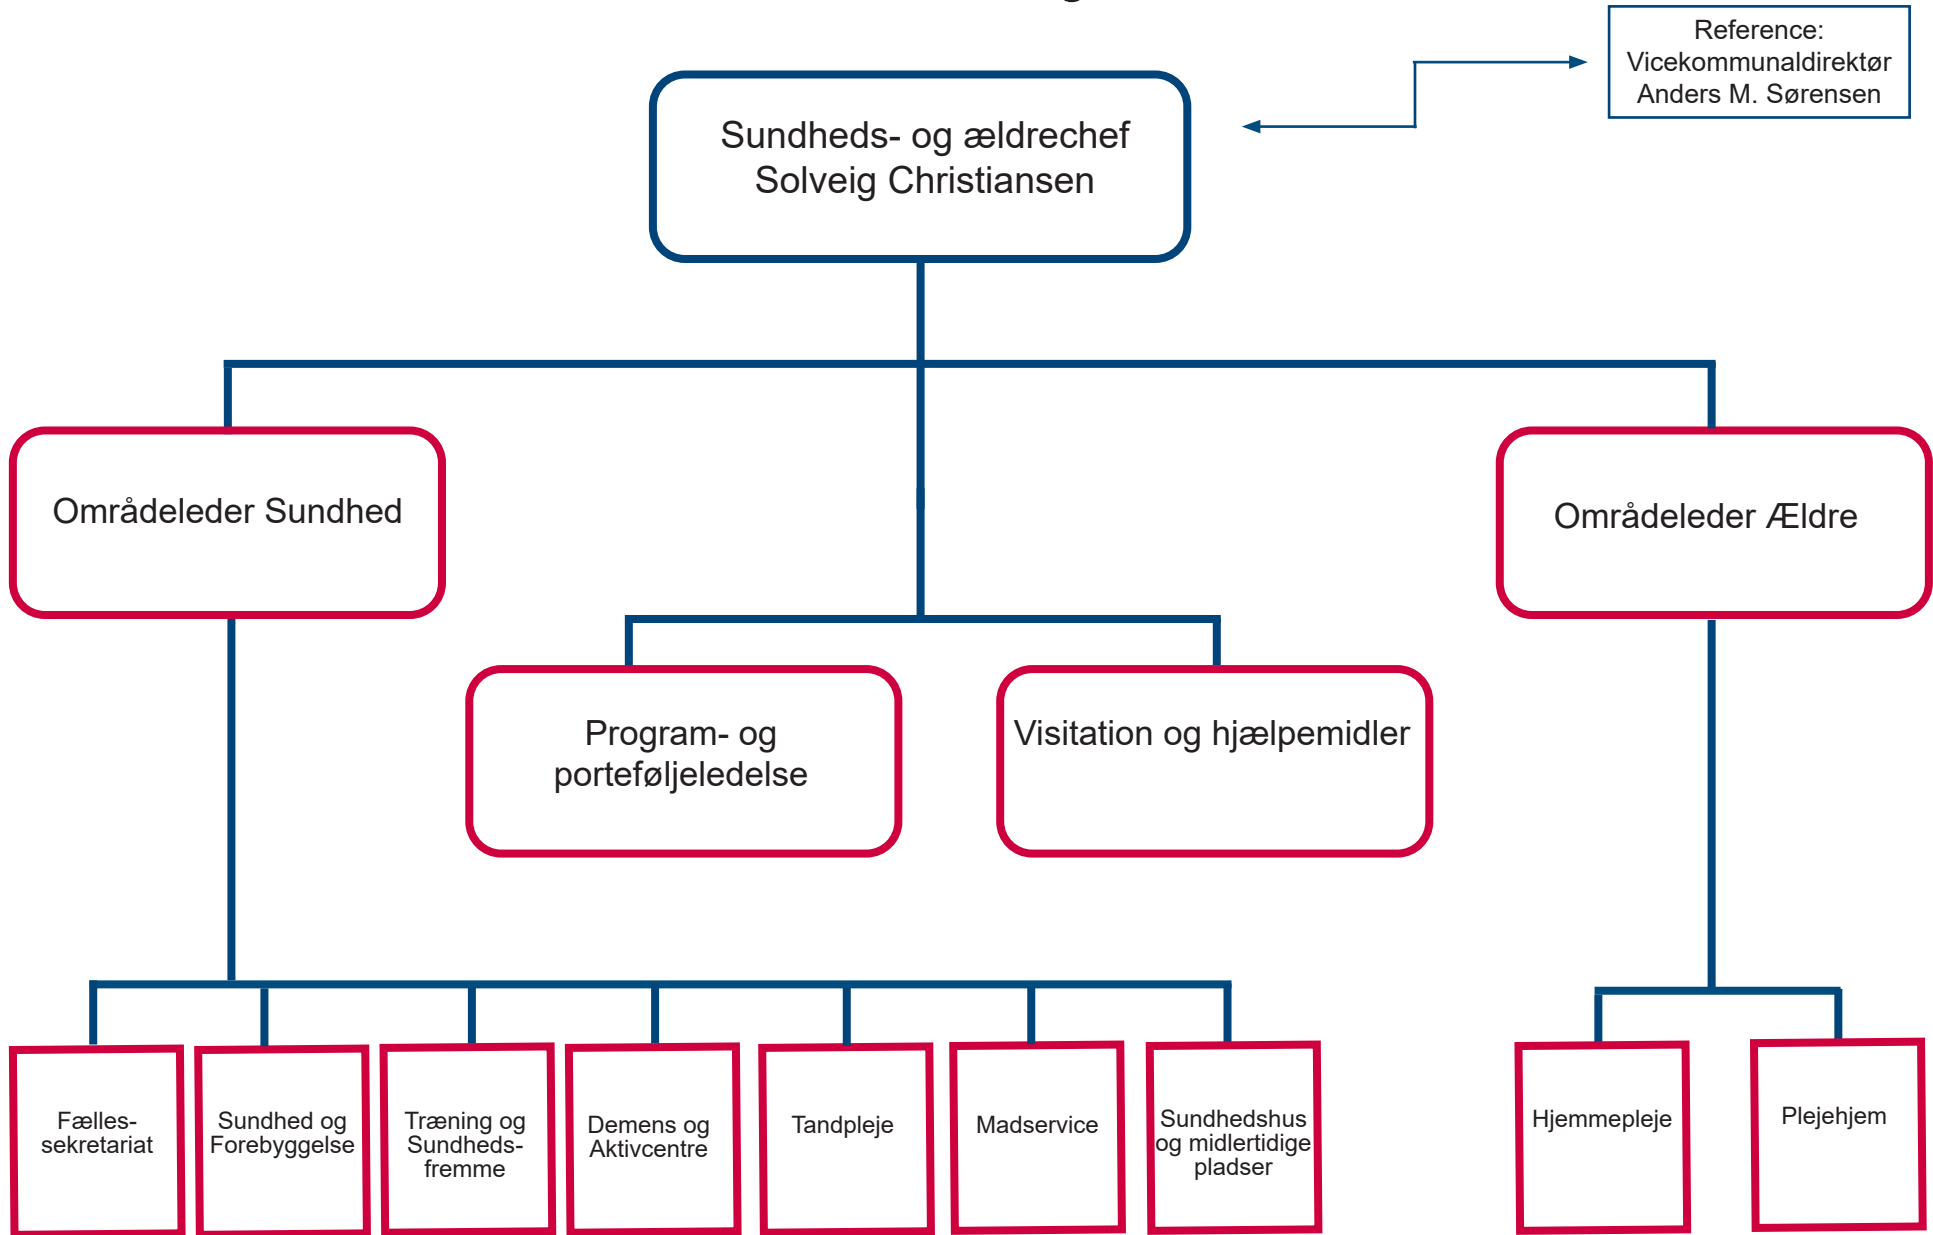 Reference:
Vicekommunaldirektør
Anders M. Sørensen
Sundheds- og ældrechef
Solveig Christiansen
Områdeleder Sundhed
Områdeleder Ældre
Program- og
porteføljeledelse
Visitation og hjælpemidler
Fælles-
sekretariat
Sundhed og
Forebyggelse
Træning og
Sundheds-
fremme
Demens og
Aktivcentre
Tandpleje
Madservice
Sundhedshus
og midlertidige
pladser
Hjemmepleje
Plejehjem